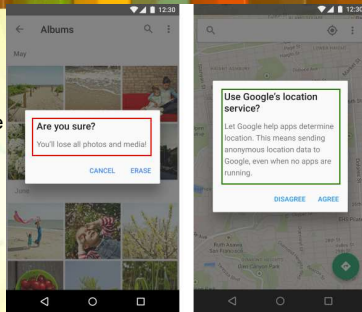 e
12:30
Albums
May
Are you sure?
You'll lose all photos and media!
CANCEL
ERASE
June
12:30
Use Google's location
service?
Let Google help apps determine
location. This means sending
anonymous location data to
Google, even when no apps are
running.
DISAGREE
AGREE